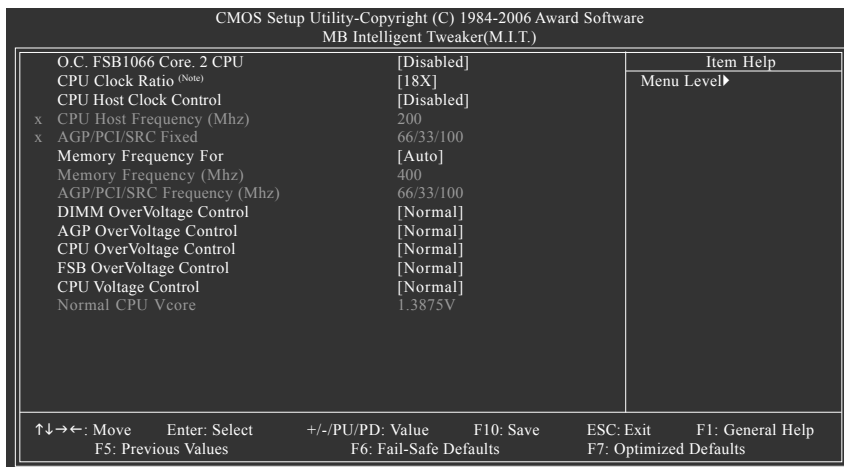 CMOS Setup Utility-Copyright (C) 1984-2006 Award Software
MB Intelligent Tweaker(M.I.T.)
O.C. FSB1066 Core. 2 CPU [Disabled] Item Help
CPU Clock Ratio (Note) [18X] Menu Level▶
CPU Host Clock Control [Disabled]
x CPU Host Frequency (Mhz) 200
x AGP/PCI/SRC Fixed 66/33/100
Memory Frequency For [Auto]
Memory Frequency (Mhz) 400
AGP/PCI/SRC Frequency (Mhz) 66/33/100
DIMM OverVoltage Control [Normal]
AGP OverVoltage Control [Normal]
CPU OverVoltage Control [Normal]
FSB OverVoltage Control [Normal]
CPU Voltage Control [Normal]
Normal CPU Vcore 1.3875V
↑↓→←: Move Enter: Select +/-/PU/PD: Value F10: Save ESC: Exit F1: General Help
F5: Previous Values F6: Fail-Safe Defaults F7: Optimized Defaults